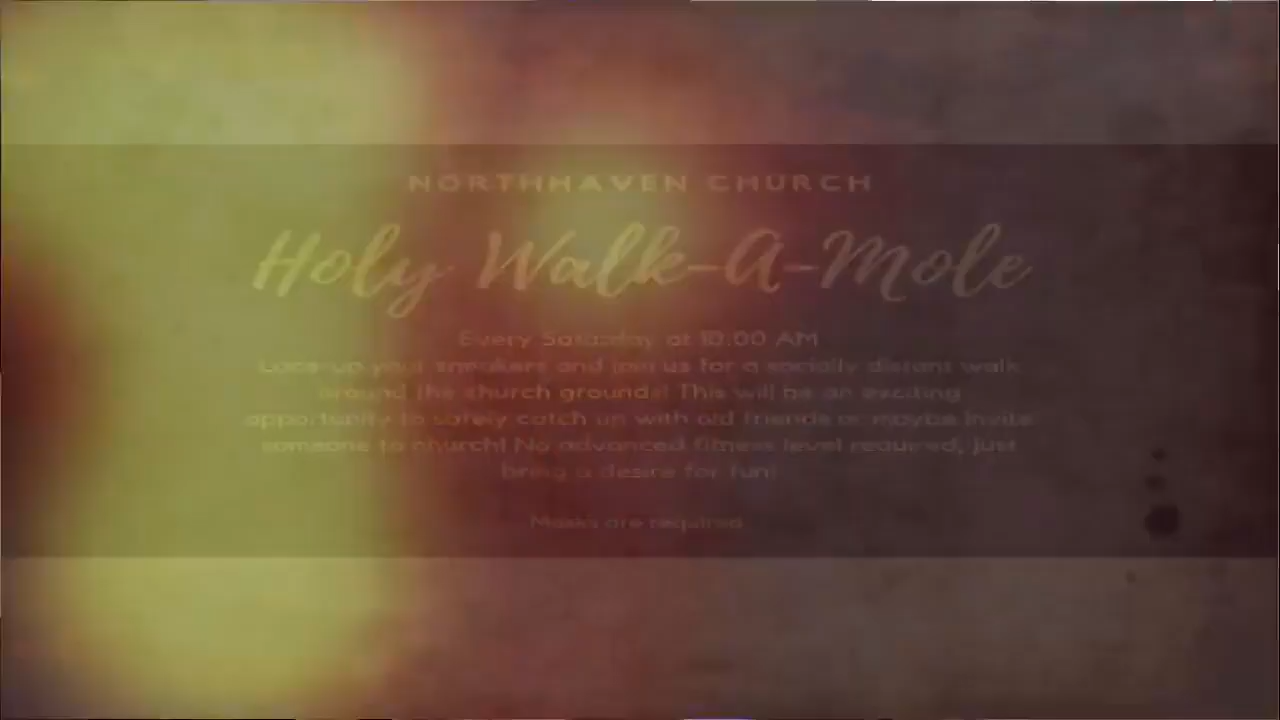 NORTHHAVEN CHURCH
Holy Walk-A-Mole
Every Saturday at 10:00 AM
Lace-up your sneakers and join us for a socially distant walk
around the church grounds! This will be an exciting
opportunity to safely catch up with old friends or maybe invite
someone to church! No advanced fitness level required, just
bring a desire for fun!
Masks are required.